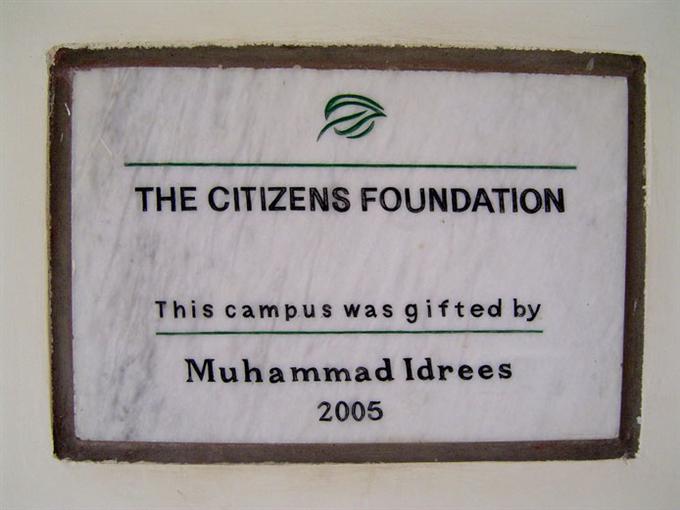 THE CITIZENS FOUNDATION
This campus was gifted by
Muhammad Idrees
2005